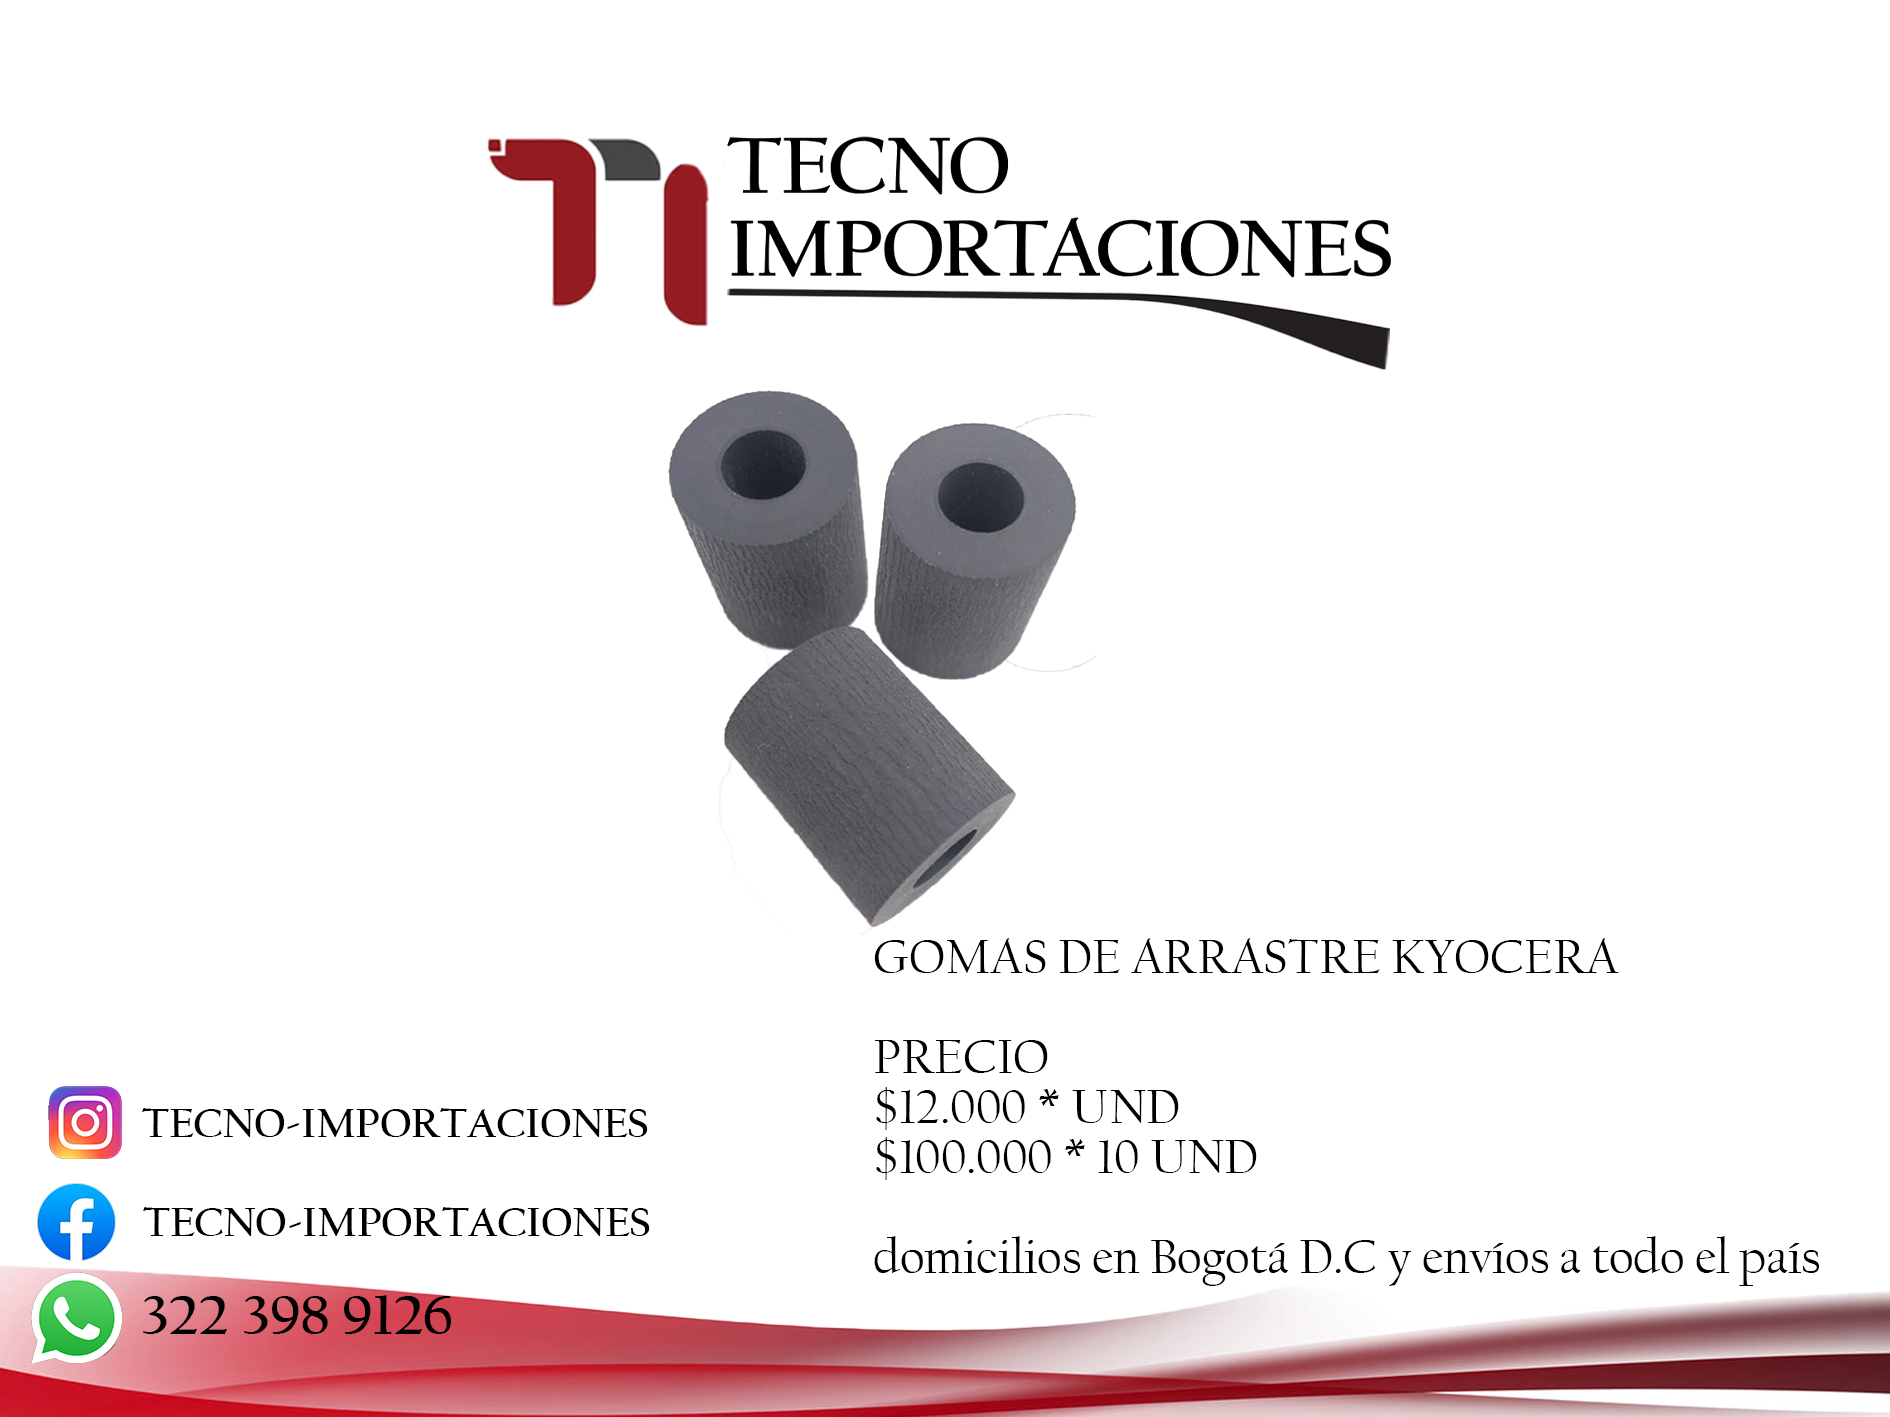 TECNO
IMPORTACIONES
GOMAS DE ARRASTRE KYOCERA
PRECIO
$12.000 * UND
$100.000 * 10 UND
domicilios en Bogotá D.C y envíos a todo el país
TECNO-IMPORTACIONES
TECNO-IMPORTACIONES
322 398 9126